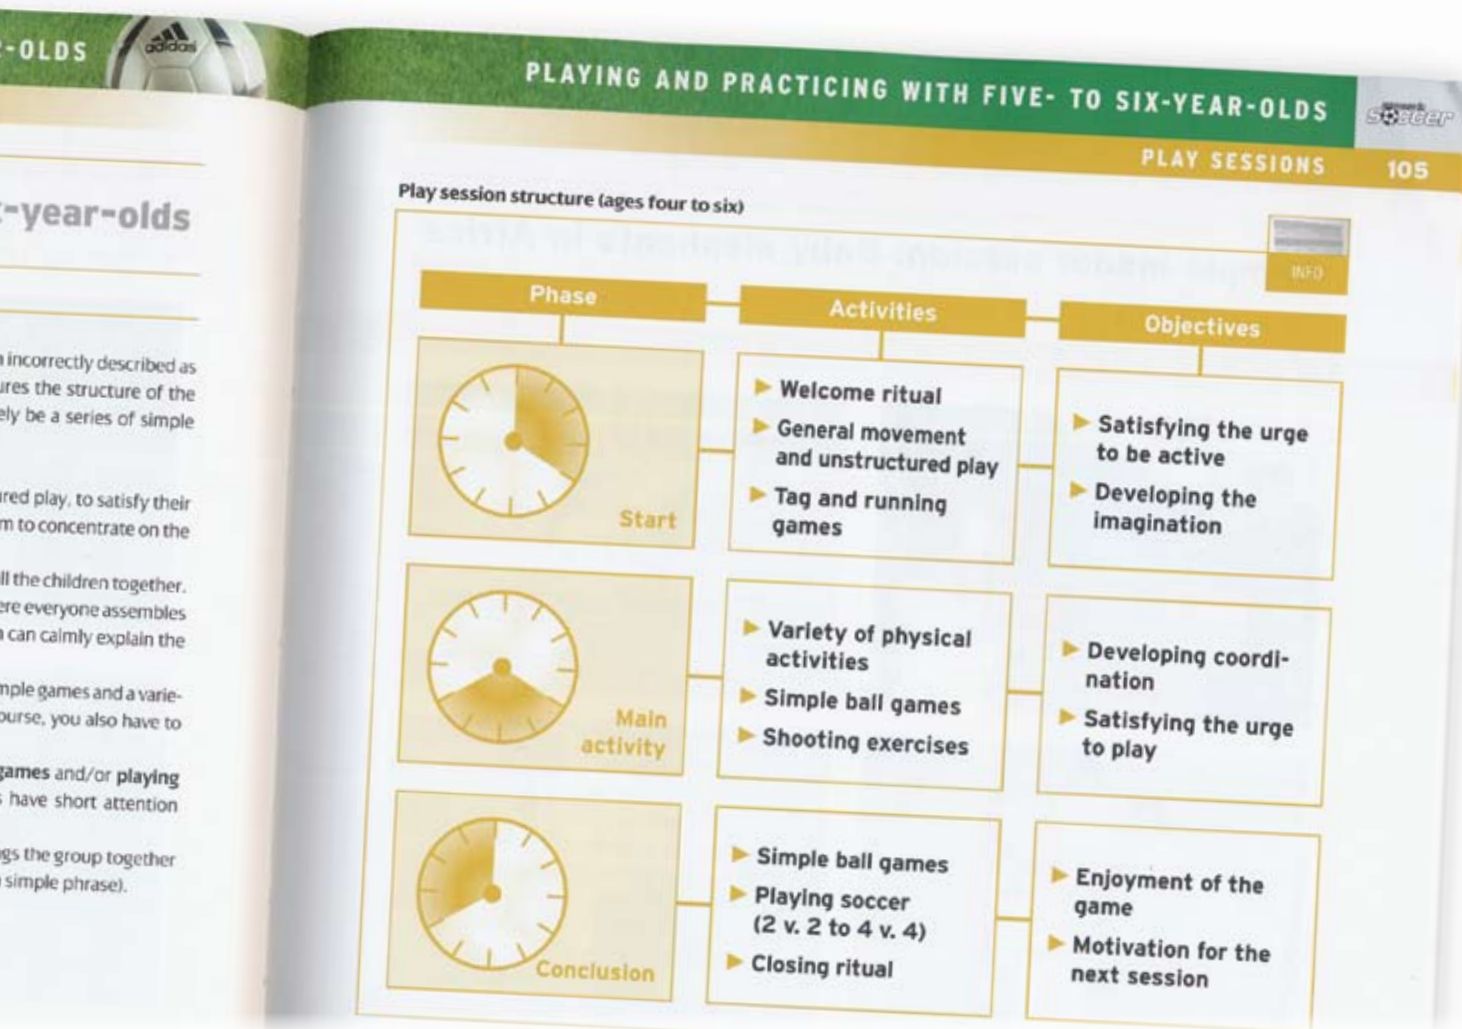 -OLDS
adidas
-year-olds
incorrectly described as
ures the structure of the
ely be a series of simple
red play, to satisfy their
m to concentrate on the
ll the children together.
ere everyone assembles
can calmly explain the
mple games and a varie-
ourse, you also have to
games and/or playing
have short attention
gs the group together
simple phrase).
PLAYING AND PRACTICING WITH FIVE- TO SIX-YEAR-OLDS
soccer
PLAY SESSIONS 105
Play session structure (ages four to six)
INFO
Phase
Activities
Objectives
Start
► Welcome ritual
► General movement
and unstructured play
► Tag and running
games
► Satisfying the urge
to be active
► Developing the
imagination
Main
activity
► Variety of physical
activities
► Simple ball games
► Shooting exercises
► Developing coordi-
nation
► Satisfying the urge
to play
Conclusion
► Simple ball games
► Playing soccer
(2 v. 2 to 4 v. 4)
► Closing ritual
► Enjoyment of the
game
► Motivation for the
next session